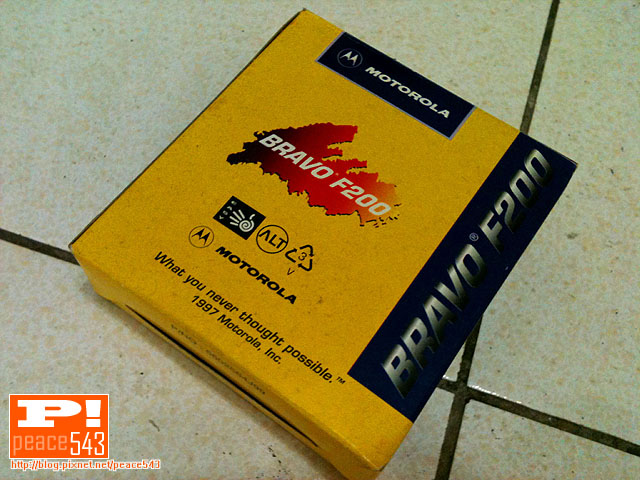 MOTOROLA
BRAVO F200
BRAVO® F200
ALT
3
V
MOTOROLA
What you never thought possible.™
1997 Motorola, Inc.
P!
peace543
http://blog.pixnet.net/peace543